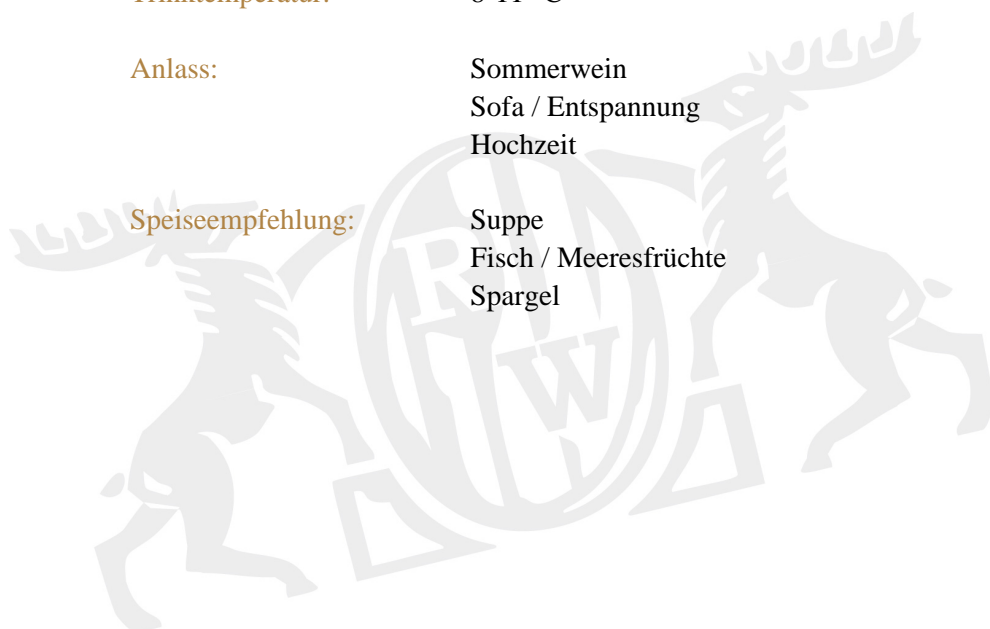 Anlass: Sommerwein
Sofa / Entspannung
Hochzeit
Speiseempfehlung: Suppe
Fisch / Meeresfrüchte
Spargel
R W